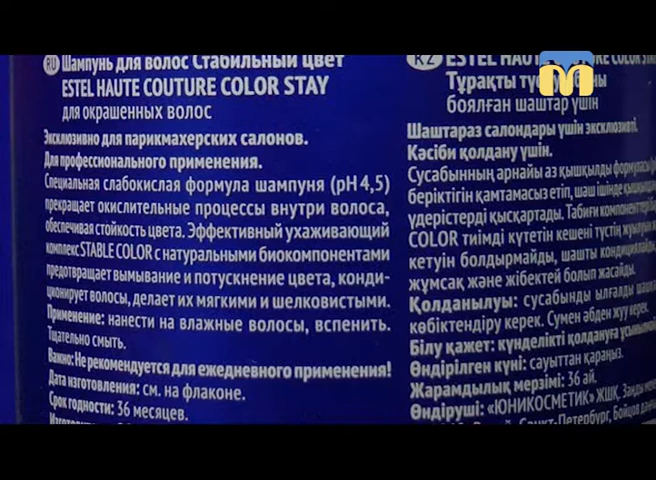 RU Шампунь для волос Стабильный цвет
ESTEL HAUTE COUTURE COLOR STAY
для окрашенных волос
Эксклюзивно для парикмахерских салонов.
Для профессионального применения.
Специальная слабокислая формула шампуня (pH 4,5)
прекращает окислительные процессы внутри волоса,
обеспечивая стойкость цвета. Эффективный ухаживающий
комплекс STABLE COLOR с натуральными биокомпонентами
предотвращает вымывание и потускнение цвета, конди-
ционирует волосы, делает их мягкими и шелковистыми.
Применение: нанести на влажные волосы, вспенить.
Тщательно смыть.
Важно: Не рекомендуется для ежедневного применения!
Дата изготовления: см. на флаконе.
Срок годности: 36 месяцев.
KZ ESTEL HAUTE COUTURE COLOR
Тұрақты
боялған шаштар үшін
Шаштараз салондары үшін эксклюзивті.
Кәсіби қолдану үшін.
Сусабынның арнайы аз қышқылды формуласы
беріктігін қамтамасыз етіп, шаш ішінде
үдерістерді қысқартады. Табиғи
COLOR тиімді күтетін кешені түстің
кетуін болдырмайды, шашты
жұмсақ және жібектей болып жасайды.
Қолданылуы: сусабынды ылғалды
көбіктендіру керек. Сумен әбден жуу керек.
Білу қажет: күнделікті қолдануға
Өндірілген күні: сауыттан қараңыз.
Жарамдылық мерзімі: 36 ай.
Өндіруші: «ЮНИКОСМЕТИК» ЖШҚ,
Санкт-Петербург, Бойцов